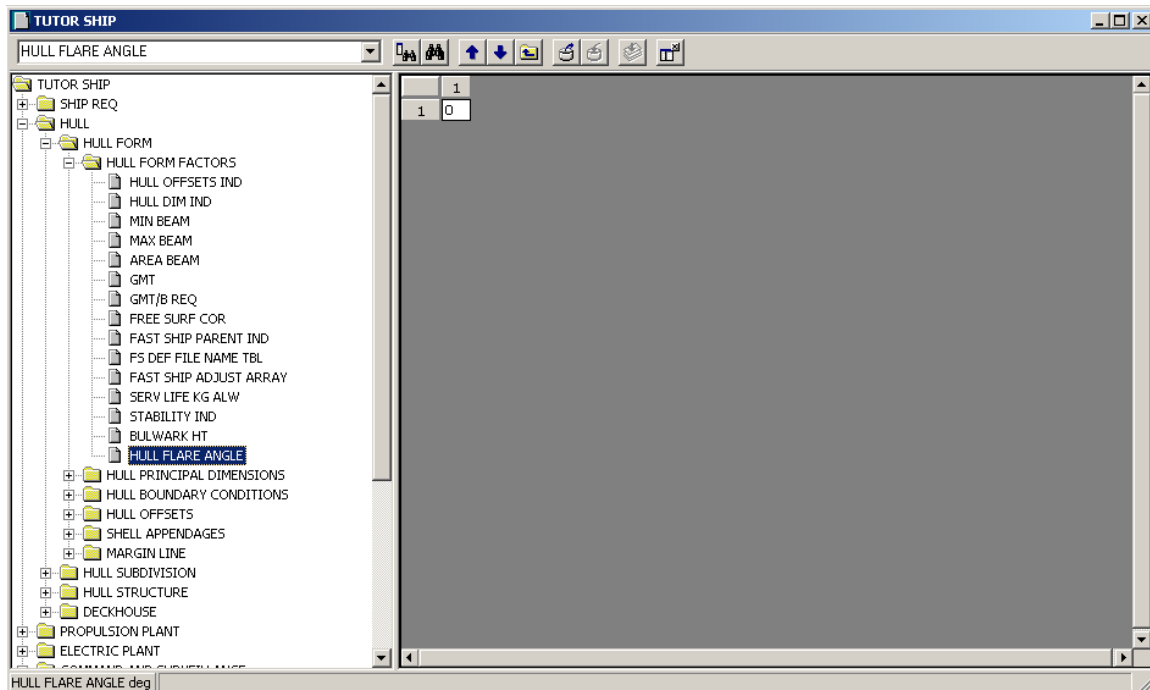 TUTOR SHIP
HULL FLARE ANGLE
TUTOR SHIP
SHIP REQ
HULL
HULL FORM
HULL FORM FACTORS
HULL OFFSETS IND
HULL DIM IND
MIN BEAM
MAX BEAM
AREA BEAM
GMT
GMT/B REQ
FREE SURF COR
FAST SHIP PARENT IND
FS DEF FILE NAME TBL
FAST SHIP ADJUST ARRAY
SERV LIFE KG ALW
STABILITY IND
BULWARK HT
HULL FLARE ANGLE
HULL PRINCIPAL DIMENSIONS
HULL BOUNDARY CONDITIONS
HULL OFFSETS
SHELL APPENDAGES
MARGIN LINE
HULL SUBDIVISION
HULL STRUCTURE
DECKHOUSE
PROPULSION PLANT
ELECTRIC PLANT
COMMAND AND SURVEILLANCE
1
1 0
HULL FLARE ANGLE deg